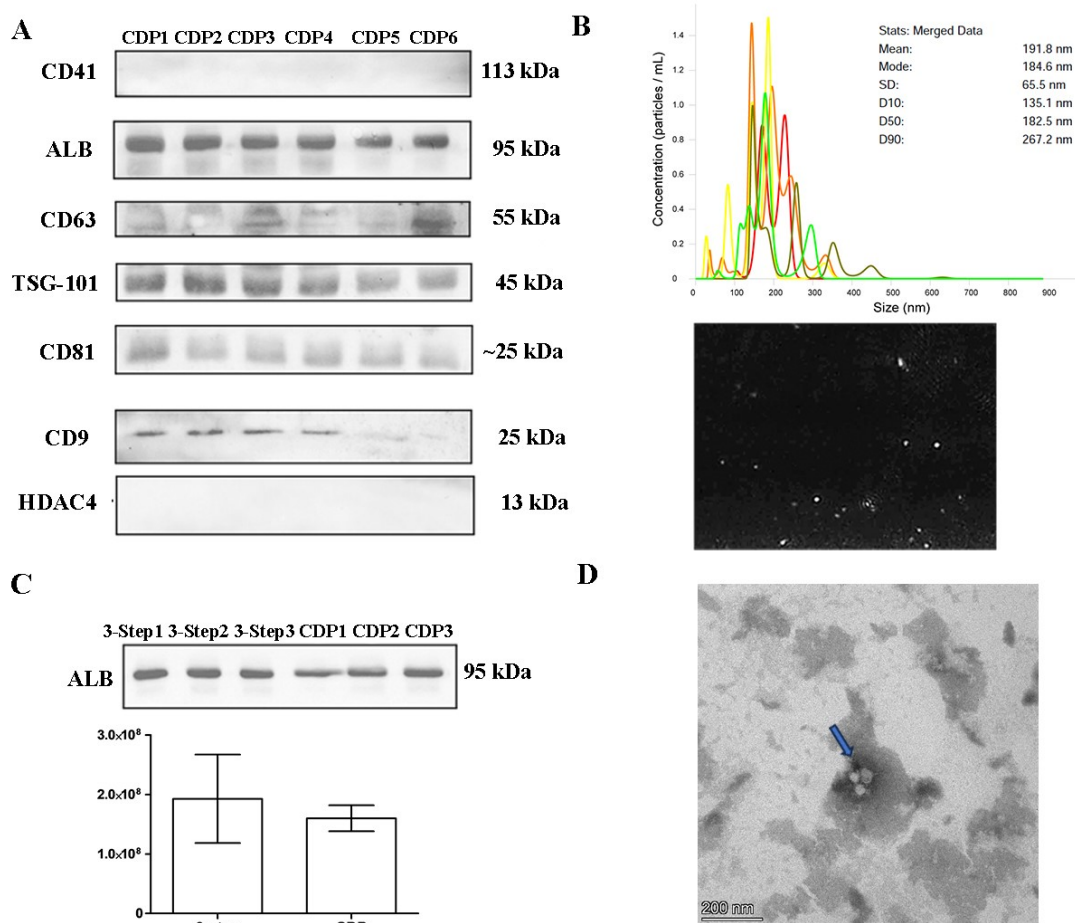 A
CDP1 CDP2 CDP3 CDP4 CDP5 CDP6
CD41 113 kDa
ALB 95 kDa
CD63 55 kDa
TSG-101 45 kDa
CD81 ~25 kDa
CD9 25 kDa
HDAC4 13 kDa
B
Stats: Merged Data
Mean: 191.8 nm
Mode: 184.6 nm
SD: 65.5 nm
D10: 135.1 nm
D50: 182.5 nm
D90: 267.2 nm
Concentration (particles / mL)
1.4
1.2
1.0
0.8
0.6
0.4
0.2
0
0 100 200 300 400 500 600 700 800 900
Size (nm)
C
3-Step1 3-Step2 3-Step3 CDP1 CDP2 CDP3
ALB 95 kDa
3.0×10⁸
2.0×10⁸
1.0×10⁸
0
D
200 nm